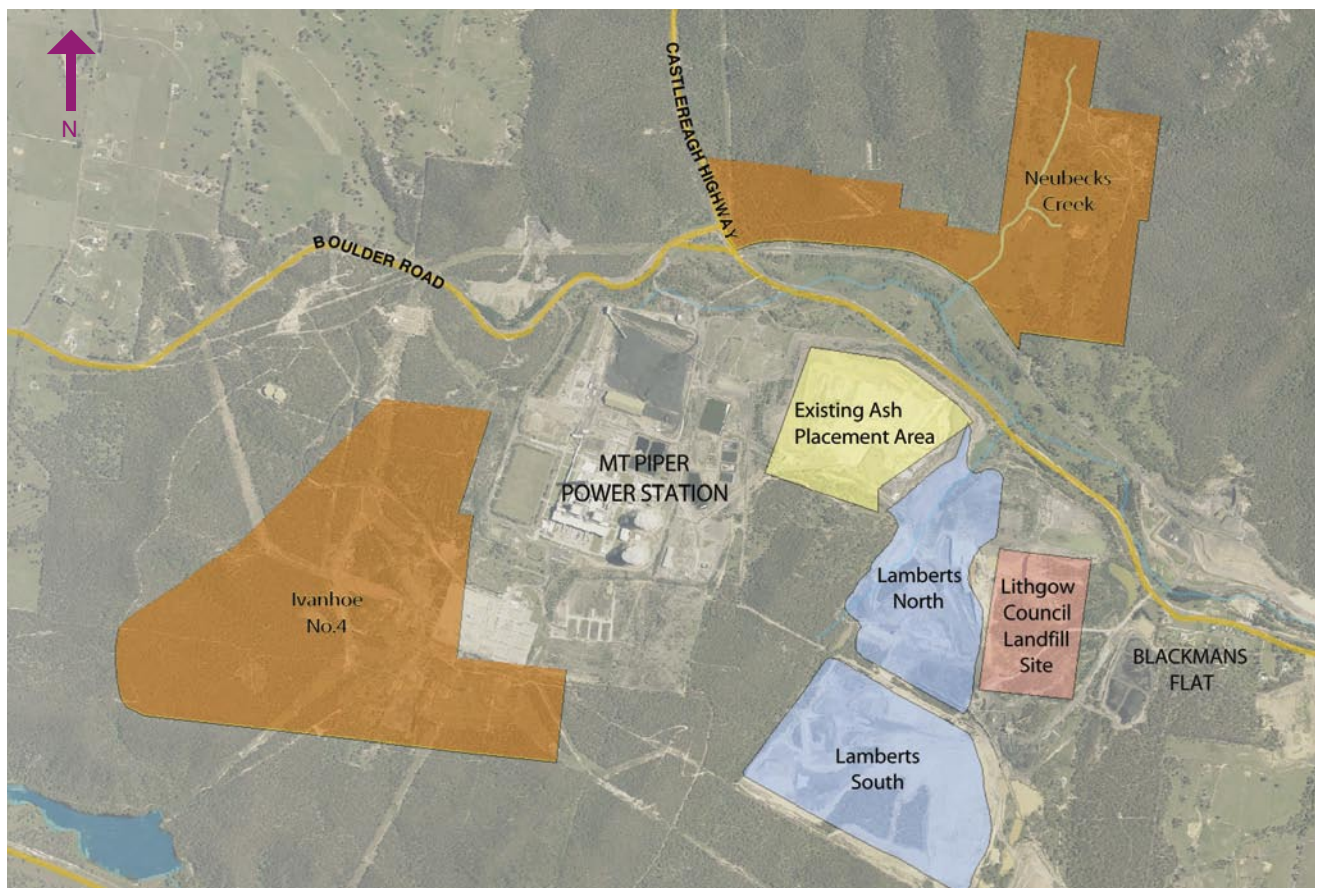 N
CASTLEREAGH HIGHWAY
Neubecks
Creek
BOULDER ROAD
Existing Ash
Placement Area
MT PIPER
POWER STATION
Ivanhoe
No.4
Lamberts
North
Lithgow
Council
Landfill
Site
BLACKMANS
FLAT
Lamberts
South